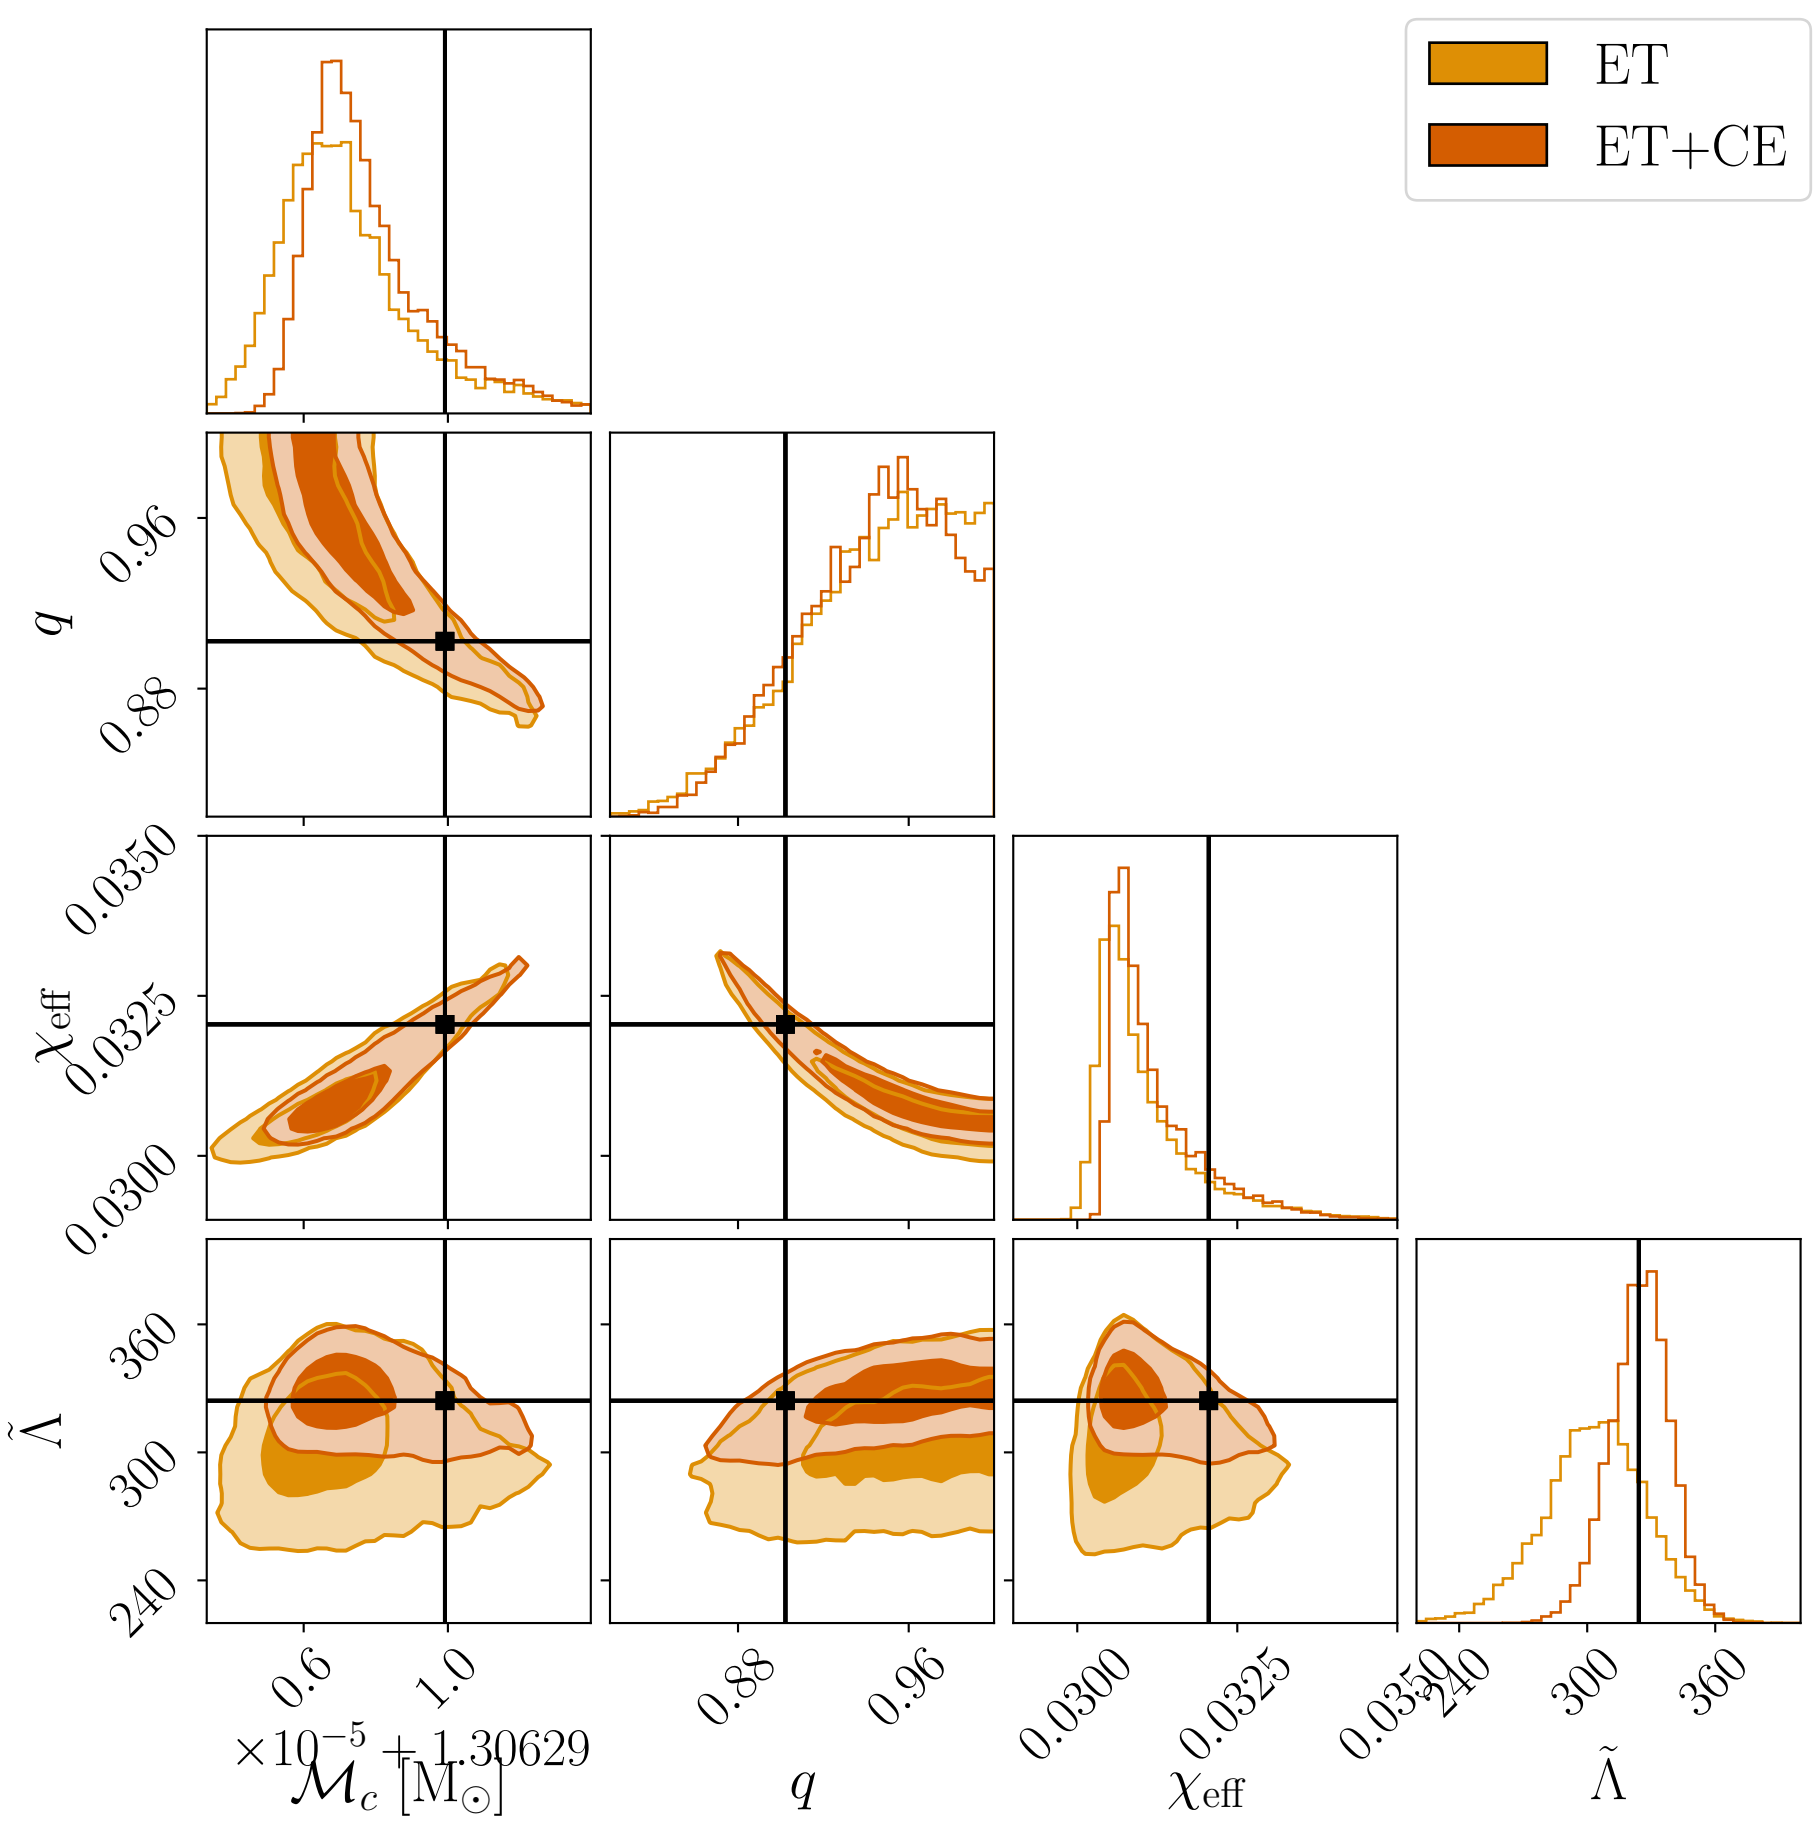 ET
ET+CE
q
0.96
0.88
χeff
0.0350
0.0325
0.0300
Λ̃
360
300
240
0.6 1.0
×10⁻⁵ + 1.30629
ℳc [M⊙]
0.88 0.96
q
0.0300 0.0325 0.0350
χeff
240 300 360
Λ̃